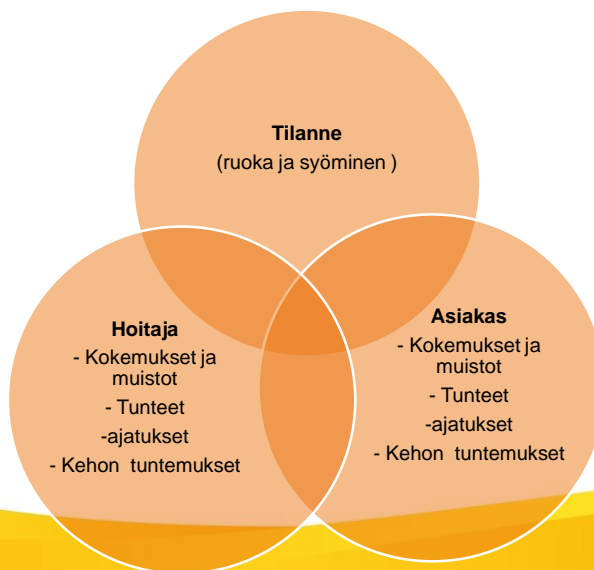 Tilanne
(ruoka ja syöminen )
Hoitaja
- Kokemukset ja
muistot
- Tunteet
-ajatukset
- Kehon tuntemukset
Asiakas
- Kokemukset ja
muistot
- Tunteet
-ajatukset
- Kehon tuntemukset